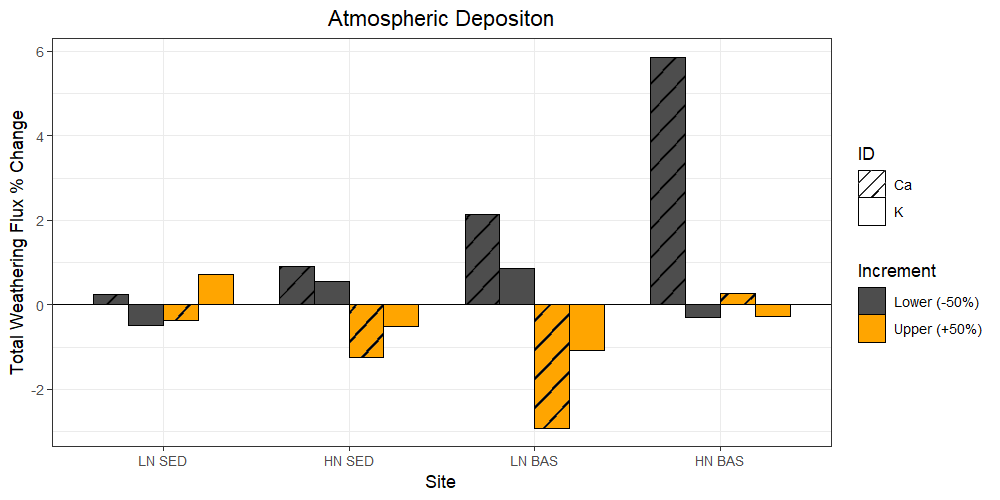 Atmospheric Depositon
Total Weathering Flux % Change
6
4
2
0
-2
LN SED
HN SED
LN BAS
HN BAS
Site
ID
Ca
K
Increment
Lower (-50%)
Upper (+50%)